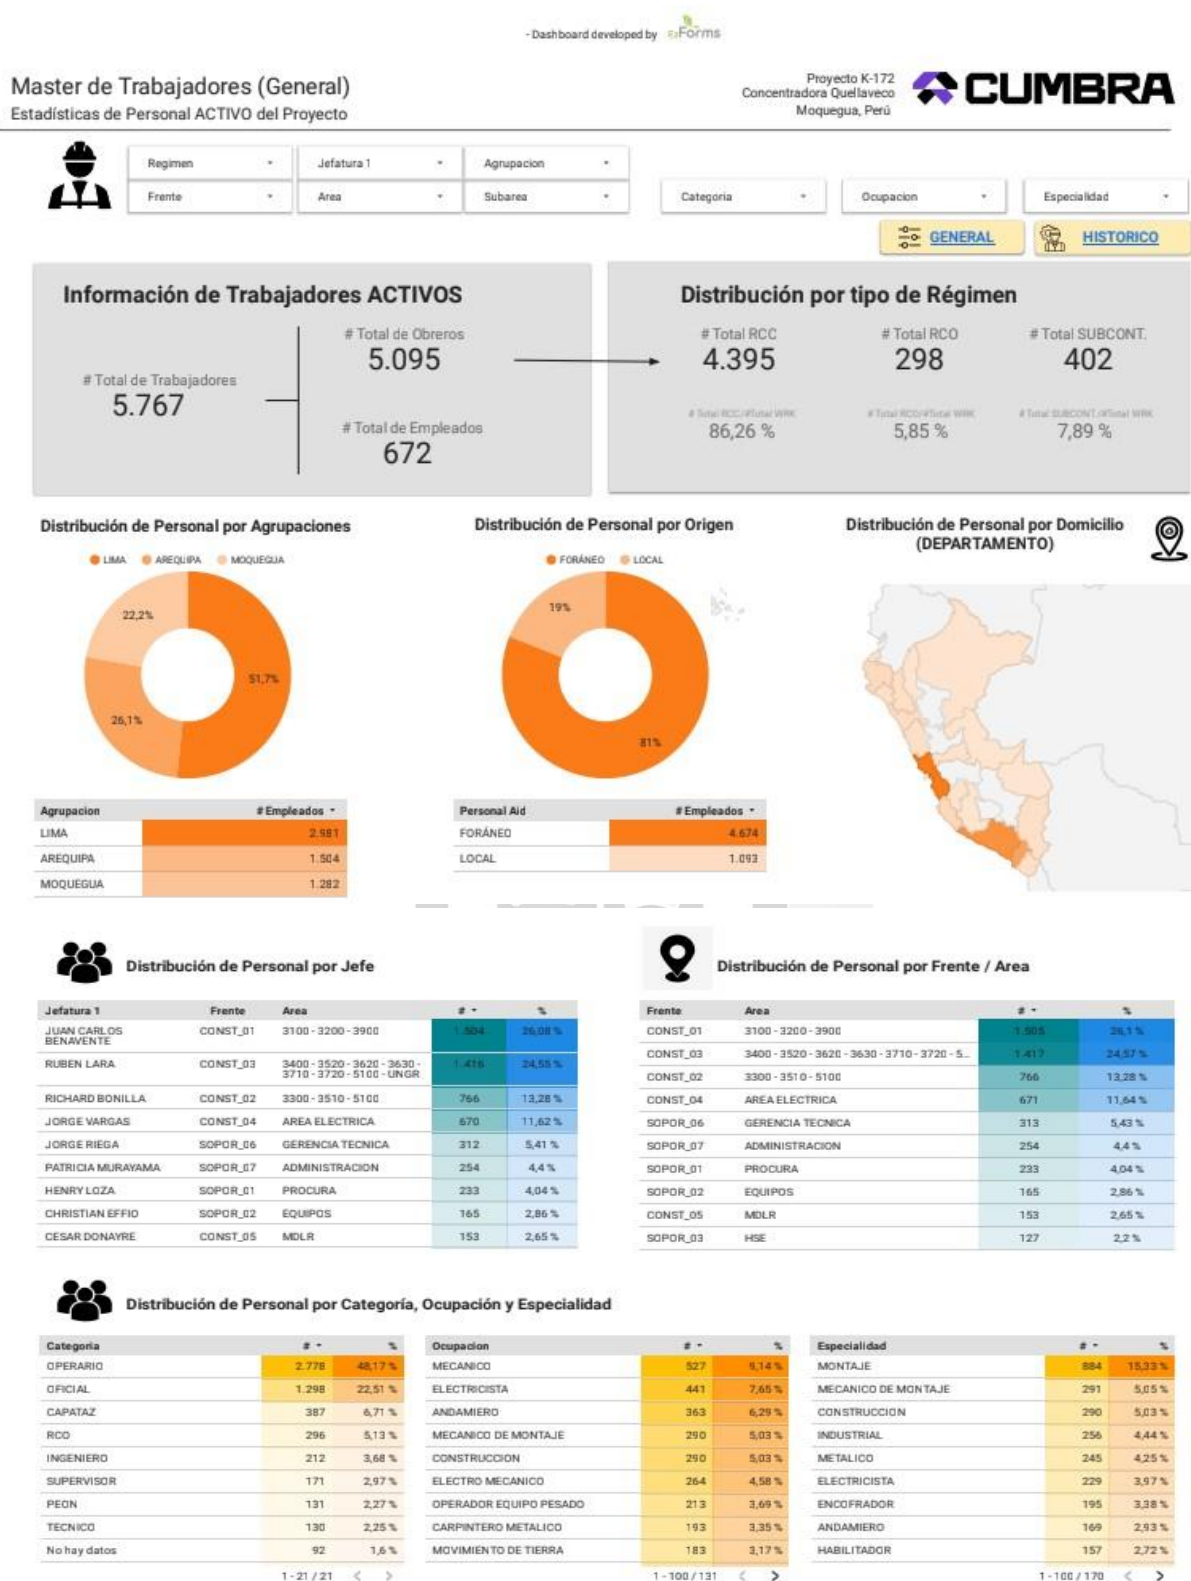 - Dashboard developed by EzForms
Master de Trabajadores (General)
Estadísticas de Personal ACTIVO del Proyecto
Proyecto K-172
Concentradora Quellaveco
Moquegua, Perú
CUMBRA
Regimen Jefatura 1 Agrupacion
Frente Area Subarea Categoria Ocupacion Especialidad
GENERAL HISTORICO
Información de Trabajadores ACTIVOS
# Total de Trabajadores
5.767
# Total de Obreros
5.095
# Total de Empleados
672
Distribución por tipo de Régimen
# Total RCC # Total RCO # Total SUBCONT.
4.395 298 402
# Total RCC/#Total WRK # Total RCO/#Total WRK # Total SUBCONT./#Total WRK
86,26 % 5,85 % 7,89 %
Distribución de Personal por Agrupaciones
LIMA AREQUIPA MOQUEGUA
22,2%
51,7%
26,1%
Agrupacion # Empleados
LIMA 2.981
AREQUIPA 1.504
MOQUEGUA 1.282
Distribución de Personal por Origen
FORÁNEO LOCAL
19%
81%
Personal Aid # Empleados
FORÁNEO 4.674
LOCAL 1.093
Distribución de Personal por Domicilio
(DEPARTAMENTO)
Distribución de Personal por Jefe
Jefatura 1 Frente Area # %
JUAN CARLOS BENAVENTE CONST_01 3100 - 3200 - 3900 1.504 26,08 %
RUBEN LARA CONST_03 3400 - 3520 - 3620 - 3630 -
3710 - 3720 - 5100 - UNGR 1.416 24,55 %
RICHARD BONILLA CONST_02 3300 - 3510 - 5100 766 13,28 %
JORGE VARGAS CONST_04 AREA ELECTRICA 670 11,62 %
JORGE RIEGA SOPOR_06 GERENCIA TECNICA 312 5,41 %
PATRICIA MURAYAMA SOPOR_07 ADMINISTRACION 254 4,4 %
HENRY LOZA SOPOR_01 PROCURA 233 4,04 %
CHRISTIAN EFFIO SOPOR_02 EQUIPOS 165 2,86 %
CESAR DONAYRE CONST_05 MDLR 153 2,65 %
Distribución de Personal por Frente / Area
Frente Area # %
CONST_01 3100 - 3200 - 3900 1.505 26,1 %
CONST_03 3400 - 3520 - 3620 - 3630 - 3710 - 3720 - 5... 1.417 24,57 %
CONST_02 3300 - 3510 - 5100 766 13,28 %
CONST_04 AREA ELECTRICA 671 11,64 %
SOPOR_06 GERENCIA TECNICA 313 5,43 %
SOPOR_07 ADMINISTRACION 254 4,4 %
SOPOR_01 PROCURA 233 4,04 %
SOPOR_02 EQUIPOS 165 2,86 %
CONST_05 MDLR 153 2,65 %
SOPOR_03 HSE 127 2,2 %
Distribución de Personal por Categoría, Ocupación y Especialidad
Categoria # %
OPERARIO 2.778 48,17 %
OFICIAL 1.298 22,51 %
CAPATAZ 387 6,71 %
RCO 296 5,13 %
INGENIERO 212 3,68 %
SUPERVISOR 171 2,97 %
PEON 131 2,27 %
TECNICO 130 2,25 %
No hay datos 92 1,6 %
1 - 21 / 21 < >
Ocupacion # %
MECANICO 527 9,14 %
ELECTRICISTA 441 7,65 %
ANDAMIERO 363 6,29 %
MECANICO DE MONTAJE 290 5,03 %
CONSTRUCCION 290 5,03 %
ELECTRO MECANICO 264 4,58 %
OPERADOR EQUIPO PESADO 213 3,69 %
CARPINTERO METALICO 193 3,35 %
MOVIMIENTO DE TIERRA 183 3,17 %
1 - 100 / 131 < >
Especialidad # %
MONTAJE 884 15,33 %
MECANICO DE MONTAJE 291 5,05 %
CONSTRUCCION 290 5,03 %
INDUSTRIAL 256 4,44 %
METALICO 245 4,25 %
ELECTRICISTA 229 3,97 %
ENCOFRADOR 195 3,38 %
ANDAMIERO 169 2,93 %
HABILITADOR 157 2,72 %
1 - 100 / 170 < >